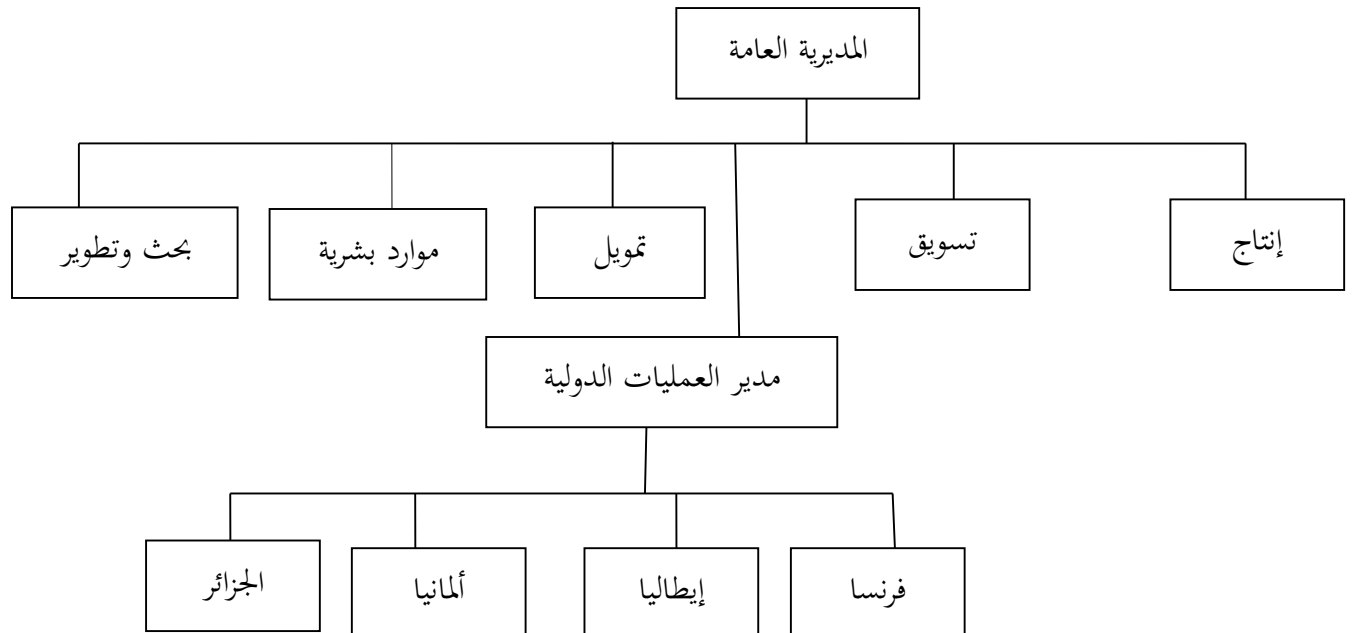 المديرية العامة
إنتاج
تسويق
تمويل
موارد بشرية
بحث وتطوير
مدير العمليات الدولية
فرنسا
إيطاليا
ألمانيا
الجزائر